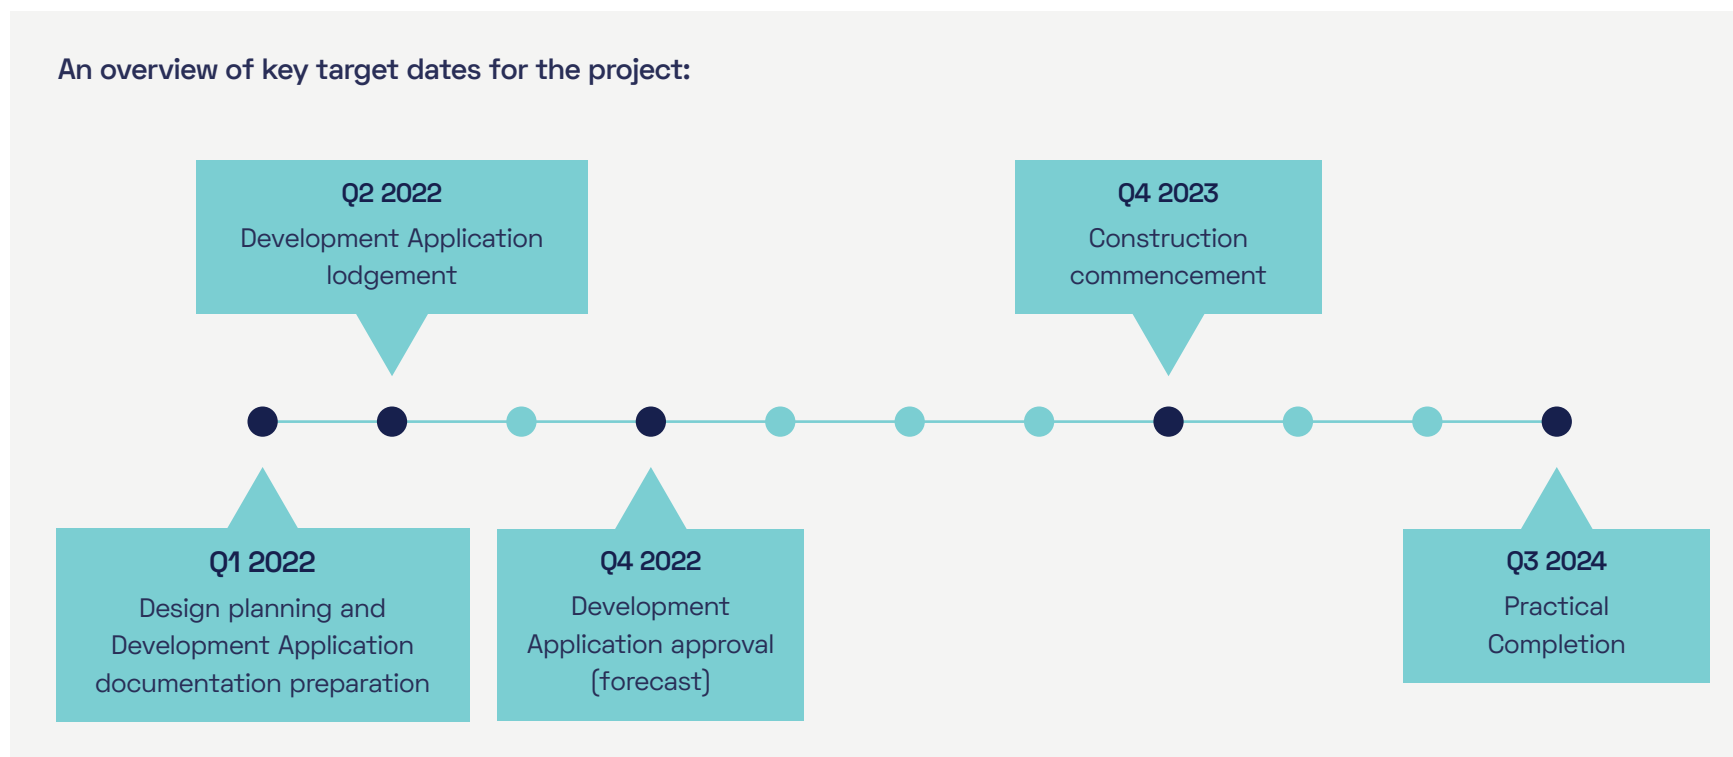 An overview of key target dates for the project:
Q2 2022
Development Application
lodgement
Q4 2023
Construction
commencement
Q1 2022
Design planning and
Development Application
documentation preparation
Q4 2022
Development
Application approval
(forecast)
Q3 2024
Practical
Completion